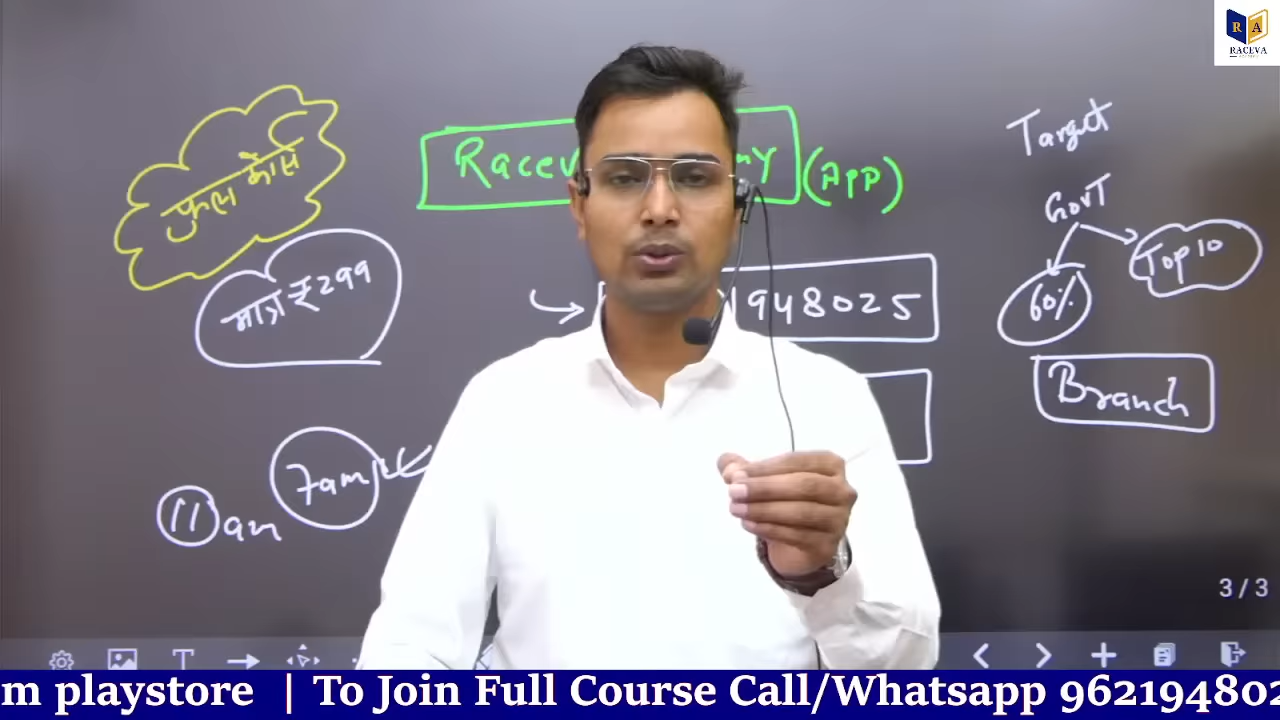 R A
RACEVA
फुल कोर्स
Racev
my
(APP)
Target
Govt
60%
Top 10
मात्र ₹299
948025
Branch
7am
11 am
3 / 3
T
m playstore | To Join Full Course Call/Whatsapp 962194802